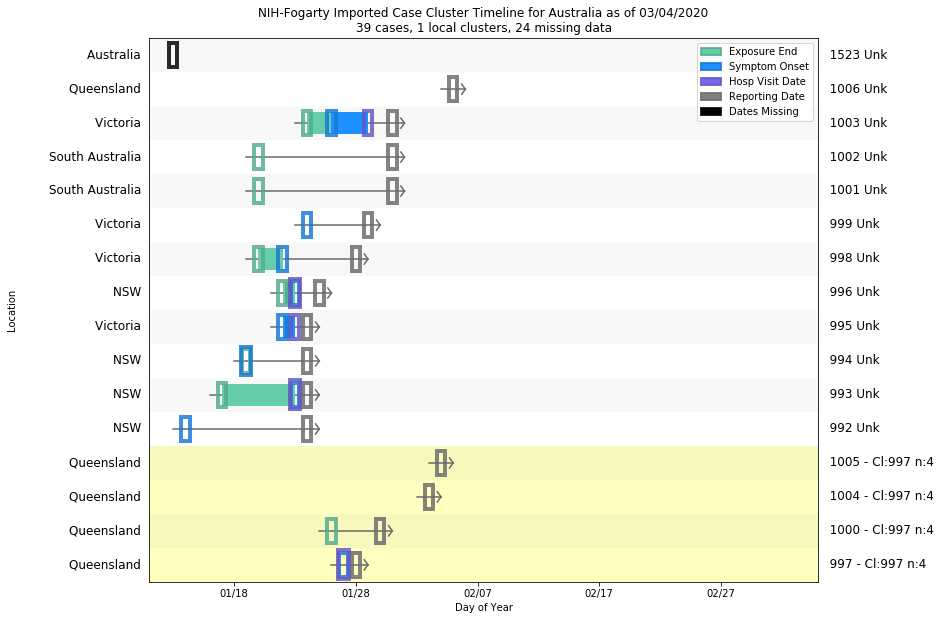 NIH-Fogarty Imported Case Cluster Timeline for Australia as of 03/04/2020
39 cases, 1 local clusters, 24 missing data
Exposure End
Symptom Onset
Hosp Visit Date
Reporting Date
Dates Missing
Location
Australia 1523 Unk
Queensland 1006 Unk
Victoria 1003 Unk
South Australia 1002 Unk
South Australia 1001 Unk
Victoria 999 Unk
Victoria 998 Unk
NSW 996 Unk
Victoria 995 Unk
NSW 994 Unk
NSW 993 Unk
NSW 992 Unk
Queensland 1005 - Cl:997 n:4
Queensland 1004 - Cl:997 n:4
Queensland 1000 - Cl:997 n:4
Queensland 997 - Cl:997 n:4
01/18 01/28 02/07 02/17 02/27
Day of Year